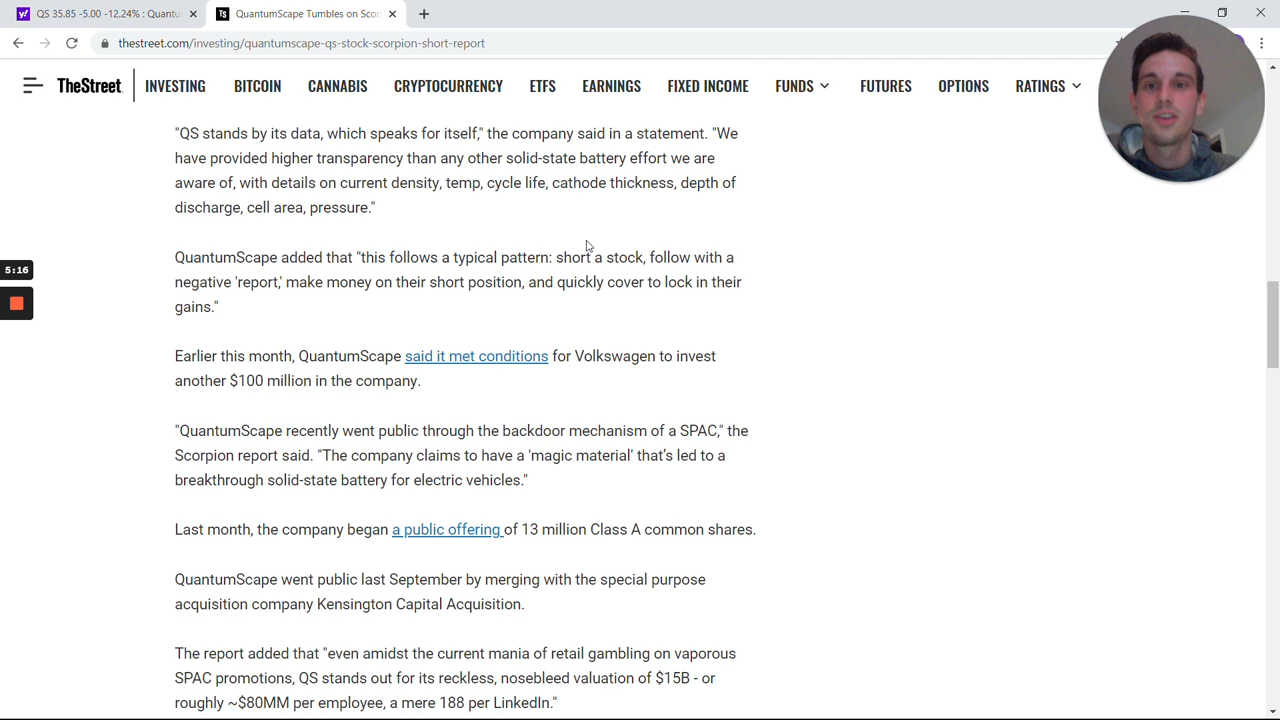 QS 35.85 -5.00 -12.24% : Quantu
QuantumScape Tumbles on Scor
thestreet.com/investing/quantumscape-qs-stock-scorpion-short-report
TheStreet INVESTING BITCOIN CANNABIS CRYPTOCURRENCY ETFS EARNINGS FIXED INCOME FUNDS FUTURES OPTIONS RATINGS
"QS stands by its data, which speaks for itself," the company said in a statement. "We
have provided higher transparency than any other solid-state battery effort we are
aware of, with details on current density, temp, cycle life, cathode thickness, depth of
discharge, cell area, pressure."
QuantumScape added that "this follows a typical pattern: short a stock, follow with a
negative 'report,' make money on their short position, and quickly cover to lock in their
gains."
5:16
Earlier this month, QuantumScape said it met conditions for Volkswagen to invest
another $100 million in the company.
"QuantumScape recently went public through the backdoor mechanism of a SPAC," the
Scorpion report said. "The company claims to have a 'magic material' that's led to a
breakthrough solid-state battery for electric vehicles."
Last month, the company began a public offering of 13 million Class A common shares.
QuantumScape went public last September by merging with the special purpose
acquisition company Kensington Capital Acquisition.
The report added that "even amidst the current mania of retail gambling on vaporous
SPAC promotions, QS stands out for its reckless, nosebleed valuation of $15B - or
roughly ~$80MM per employee, a mere 188 per LinkedIn."